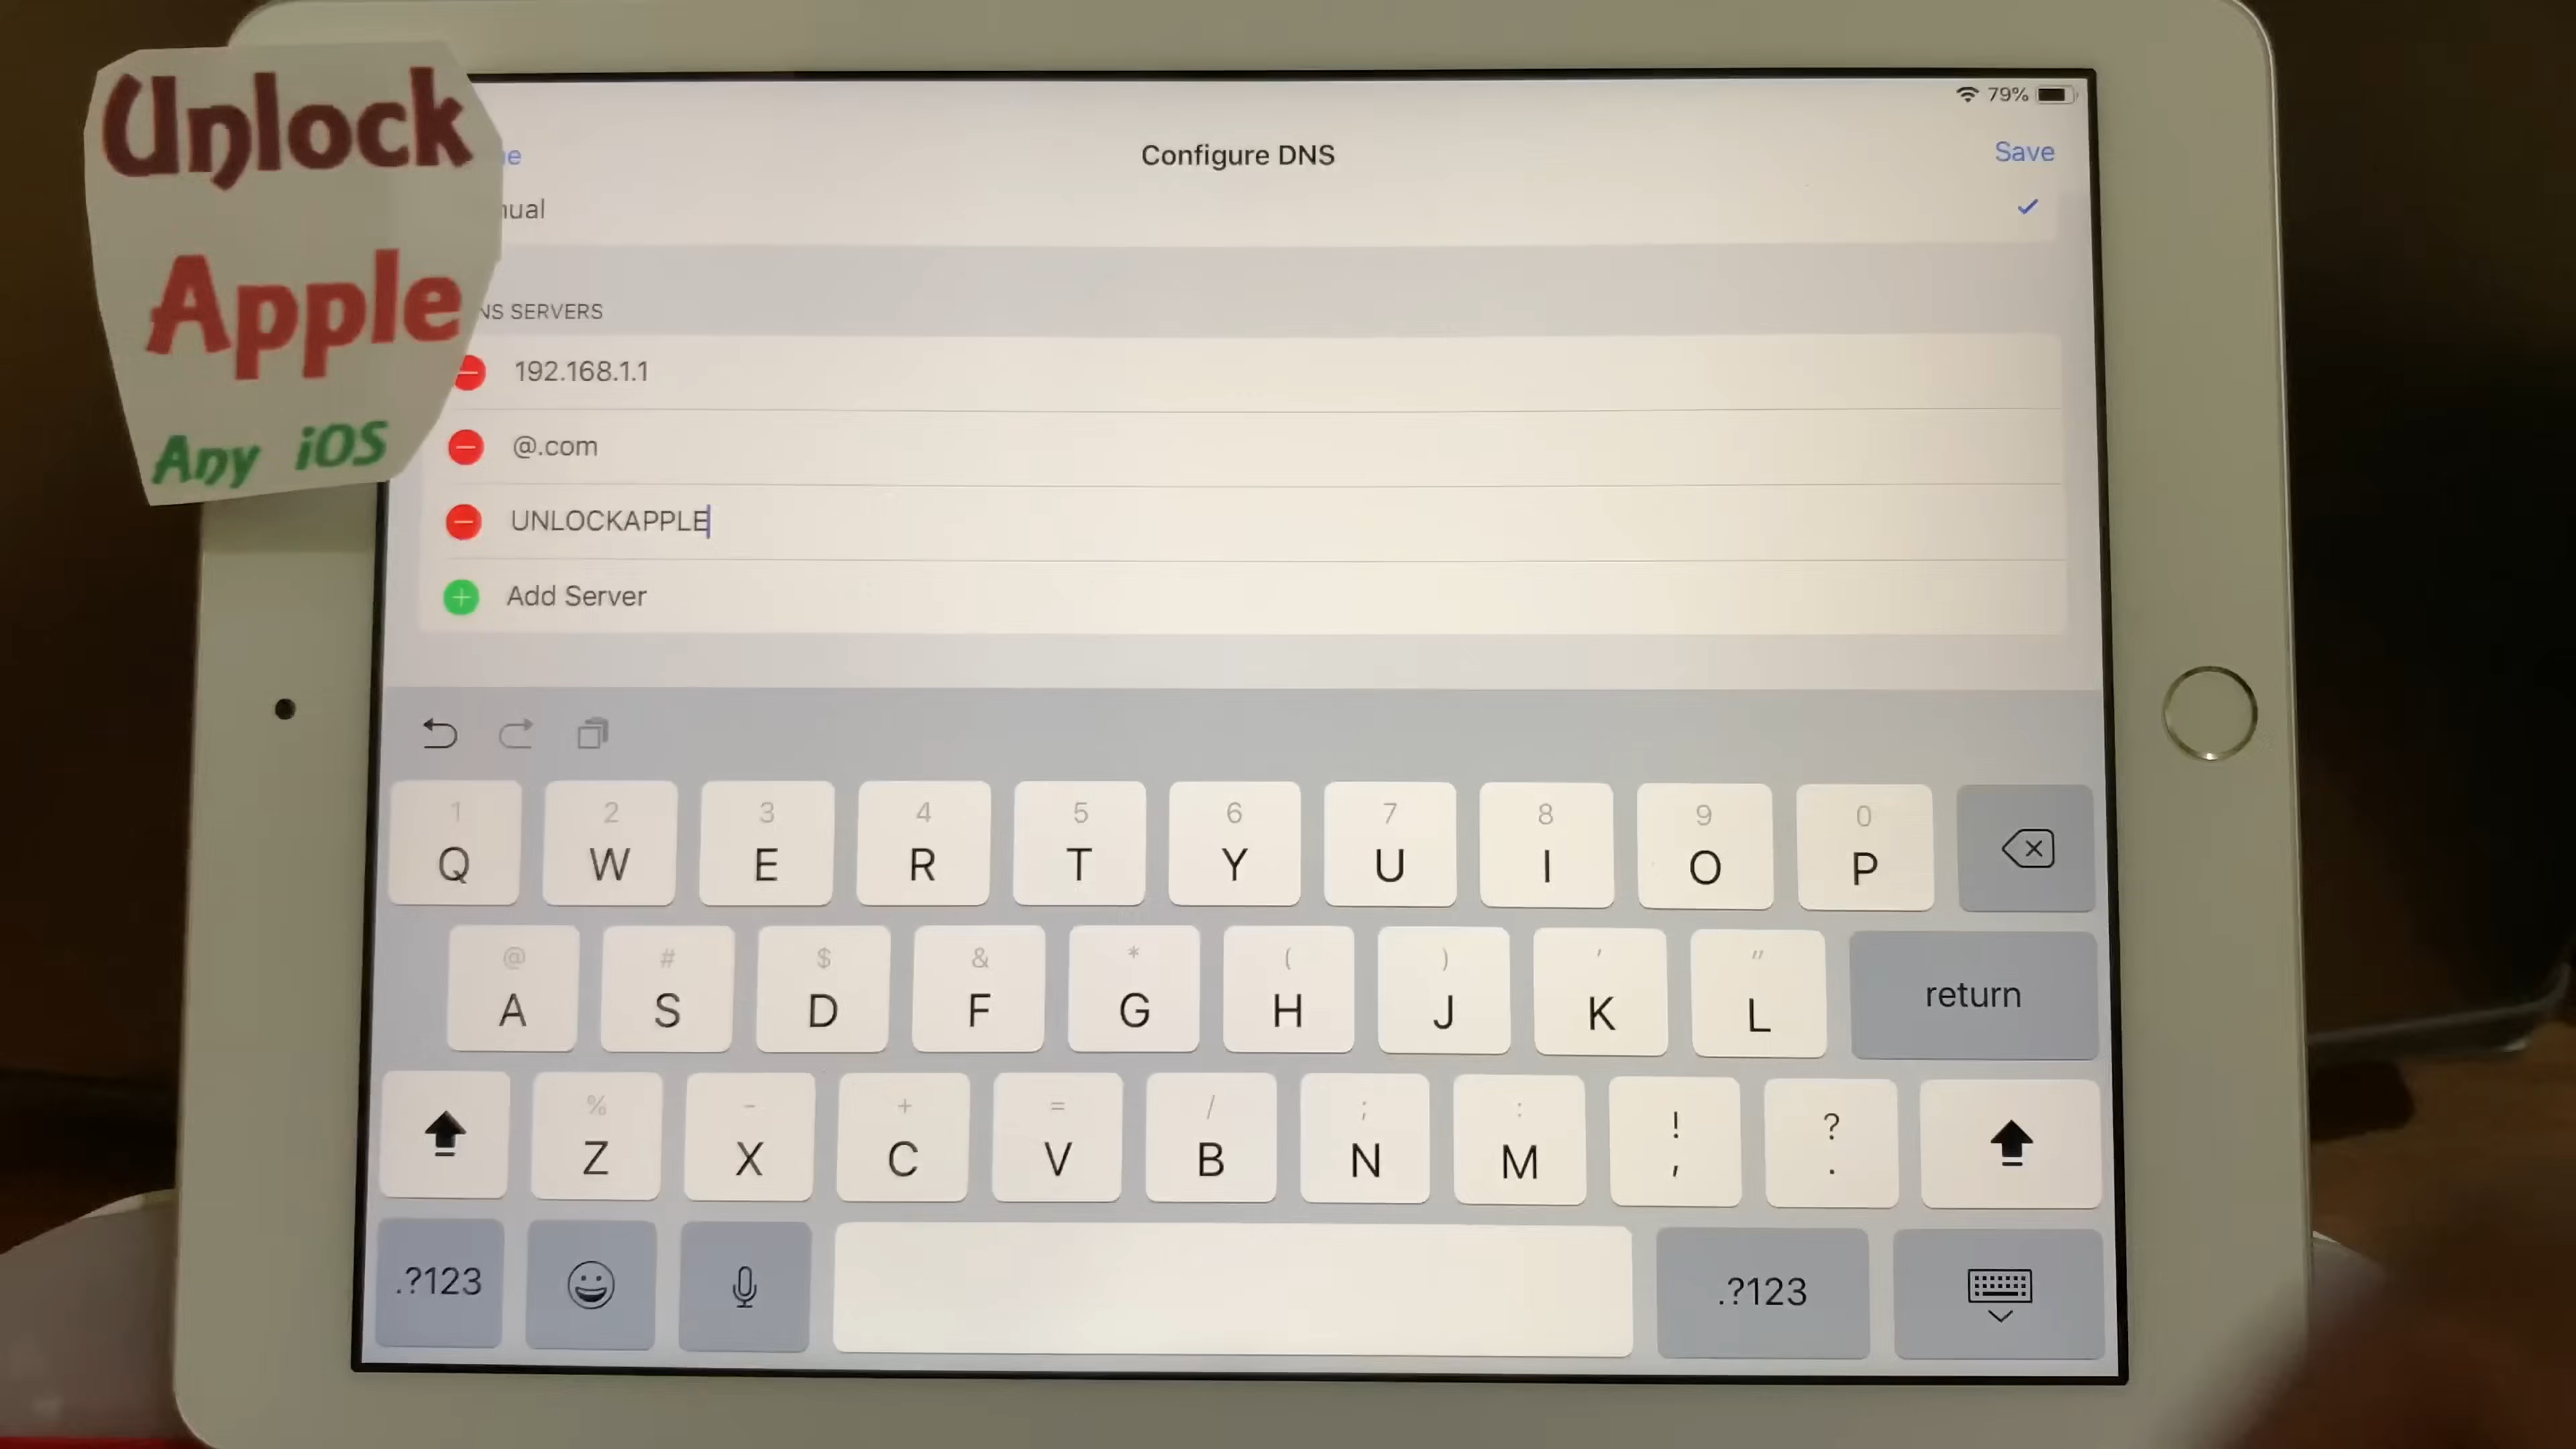 Unlock
Apple
Any iOS
79%
e
Configure DNS
Save
nual
NS SERVERS
192.168.1.1
@.com
UNLOCKAPPLE
Add Server
1 2 3 4 5 6 7 8 9 0
Q W E R T Y U I O P
@ # $ & * ( ) ' "
A S D F G H J K L return
% - + = / ; : ! ?
Z X C V B N M , .
.?123 .?123